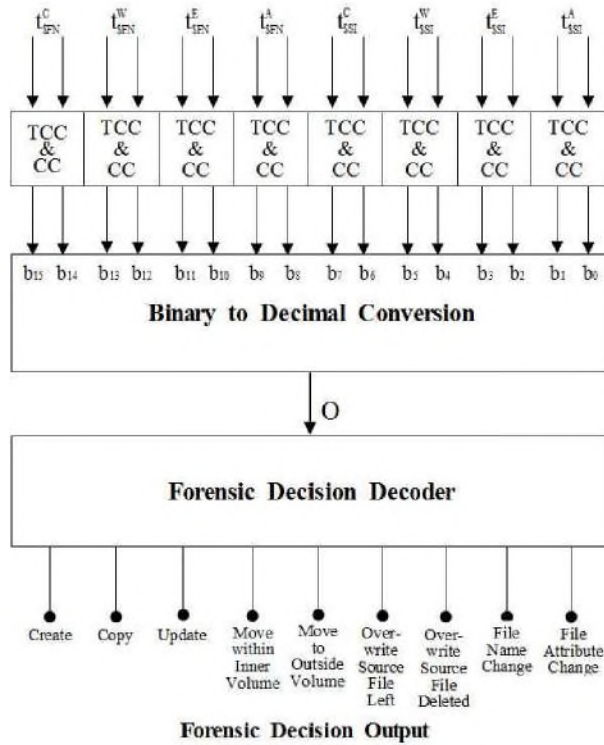 t$FN^C t$FN^W t$FN^E t$FN^A t$SI^C t$SI^W t$SI^E t$SI^A
TCC TCC TCC TCC TCC TCC TCC TCC
& & & & & & & &
CC CC CC CC CC CC CC CC
b15 b14 b13 b12 b11 b10 b9 b8 b7 b6 b5 b4 b3 b2 b1 b0
Binary to Decimal Conversion
O
Forensic Decision Decoder
Create
Copy
Update
Move
within
Inner
Volume
Move
to
Outside
Volume
Over-
write
Source
File
Left
Over-
write
Source
File
Deleted
File
Name
Change
File
Attribute
Change
Forensic Decision Output